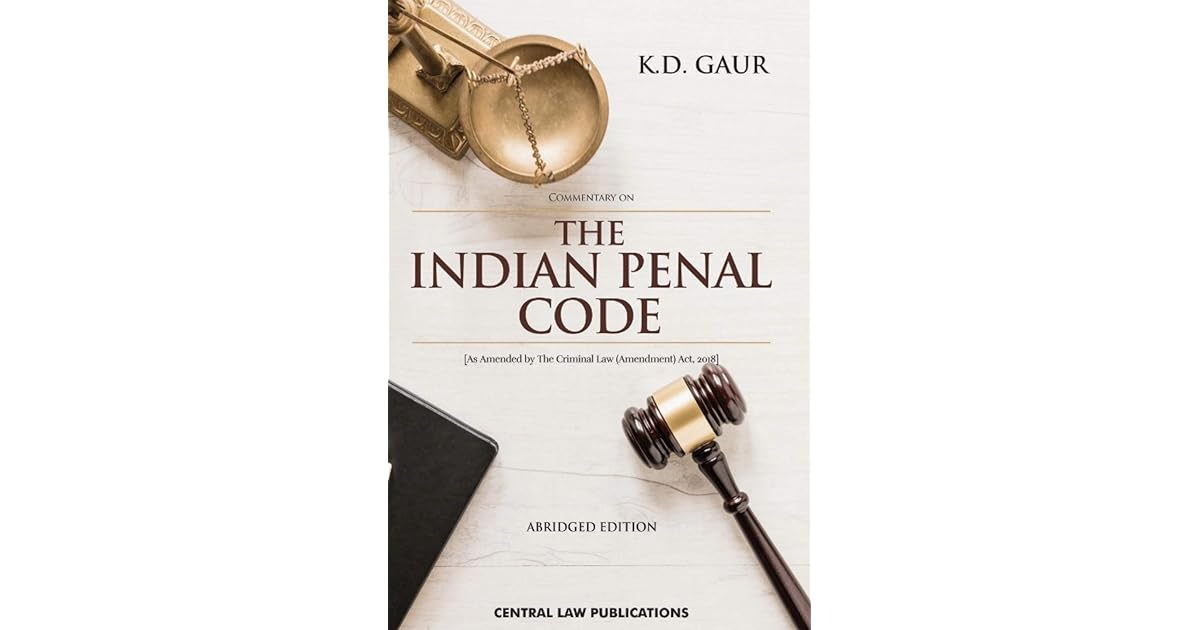 K.D. GAUR
COMMENTARY ON
THE
INDIAN PENAL
CODE
[As Amended by The Criminal Law (Amendment) Act, 2018]
ABRIDGED EDITION
CENTRAL LAW PUBLICATIONS